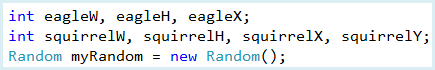 int eagleW, eagleH, eagleX;
int squirrelW, squirrelH, squirrelX, squirrelY;
Random myRandom = new Random();